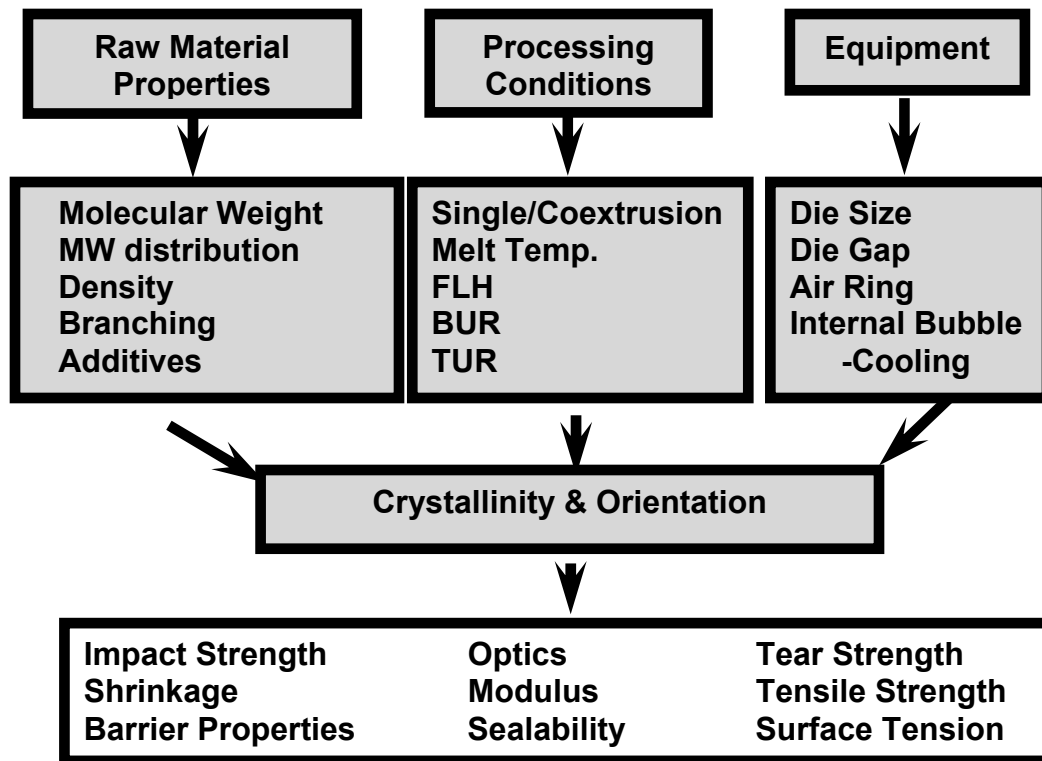 Raw Material
Properties
Processing
Conditions
Equipment
Molecular Weight
MW distribution
Density
Branching
Additives
Single/Coextrusion
Melt Temp.
FLH
BUR
TUR
Die Size
Die Gap
Air Ring
Internal Bubble
-Cooling
Crystallinity & Orientation
Impact Strength
Shrinkage
Barrier Properties
Optics
Modulus
Sealability
Tear Strength
Tensile Strength
Surface Tension